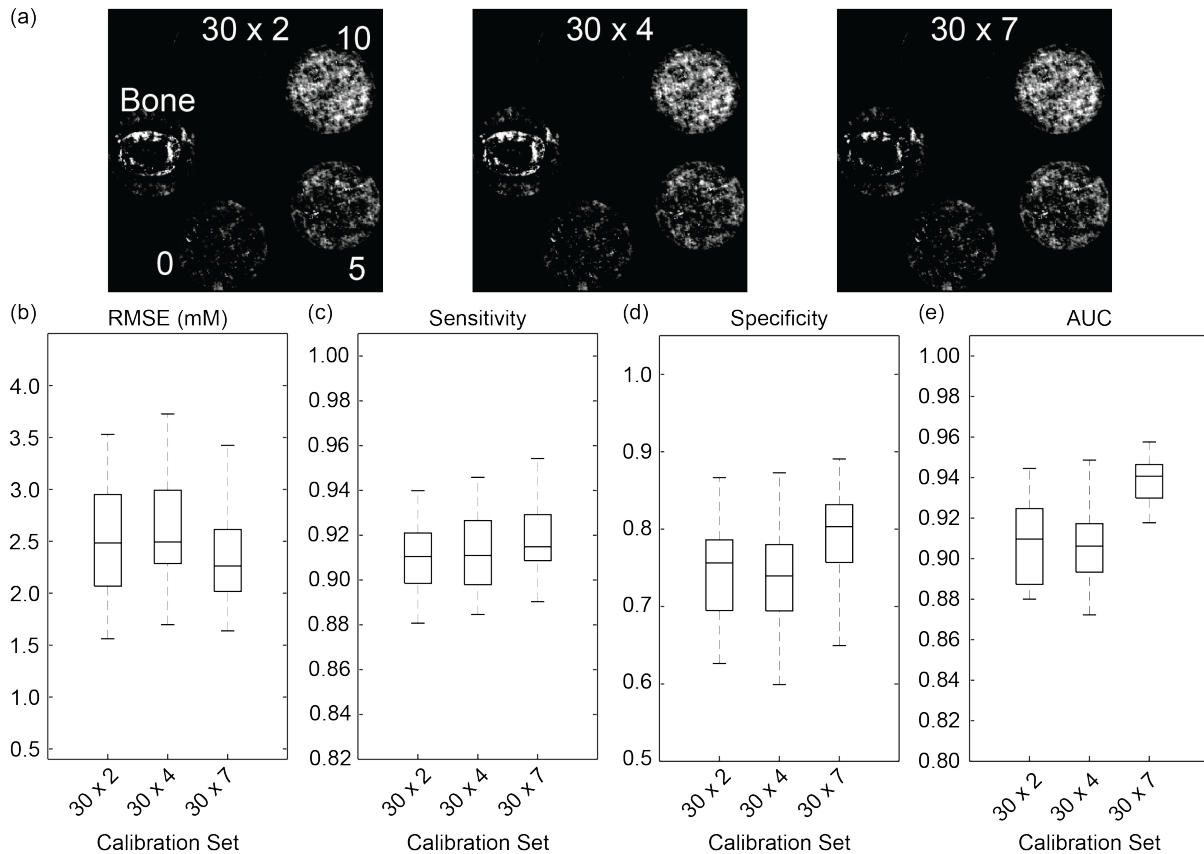 (a)
30 x 2
10
Bone
0
5
30 x 4
30 x 7
(b)
RMSE (mM)
4.0
3.5
3.0
2.5
2.0
1.5
1.0
0.5
30 x 2
30 x 4
30 x 7
Calibration Set
(c)
Sensitivity
1.00
0.98
0.96
0.94
0.92
0.90
0.88
0.86
0.84
0.82
30 x 2
30 x 4
30 x 7
Calibration Set
(d)
Specificity
1.0
0.9
0.8
0.7
0.6
0.5
30 x 2
30 x 4
30 x 7
Calibration Set
(e)
AUC
1.00
0.98
0.96
0.94
0.92
0.90
0.88
0.86
0.84
0.82
0.80
30 x 2
30 x 4
30 x 7
Calibration Set